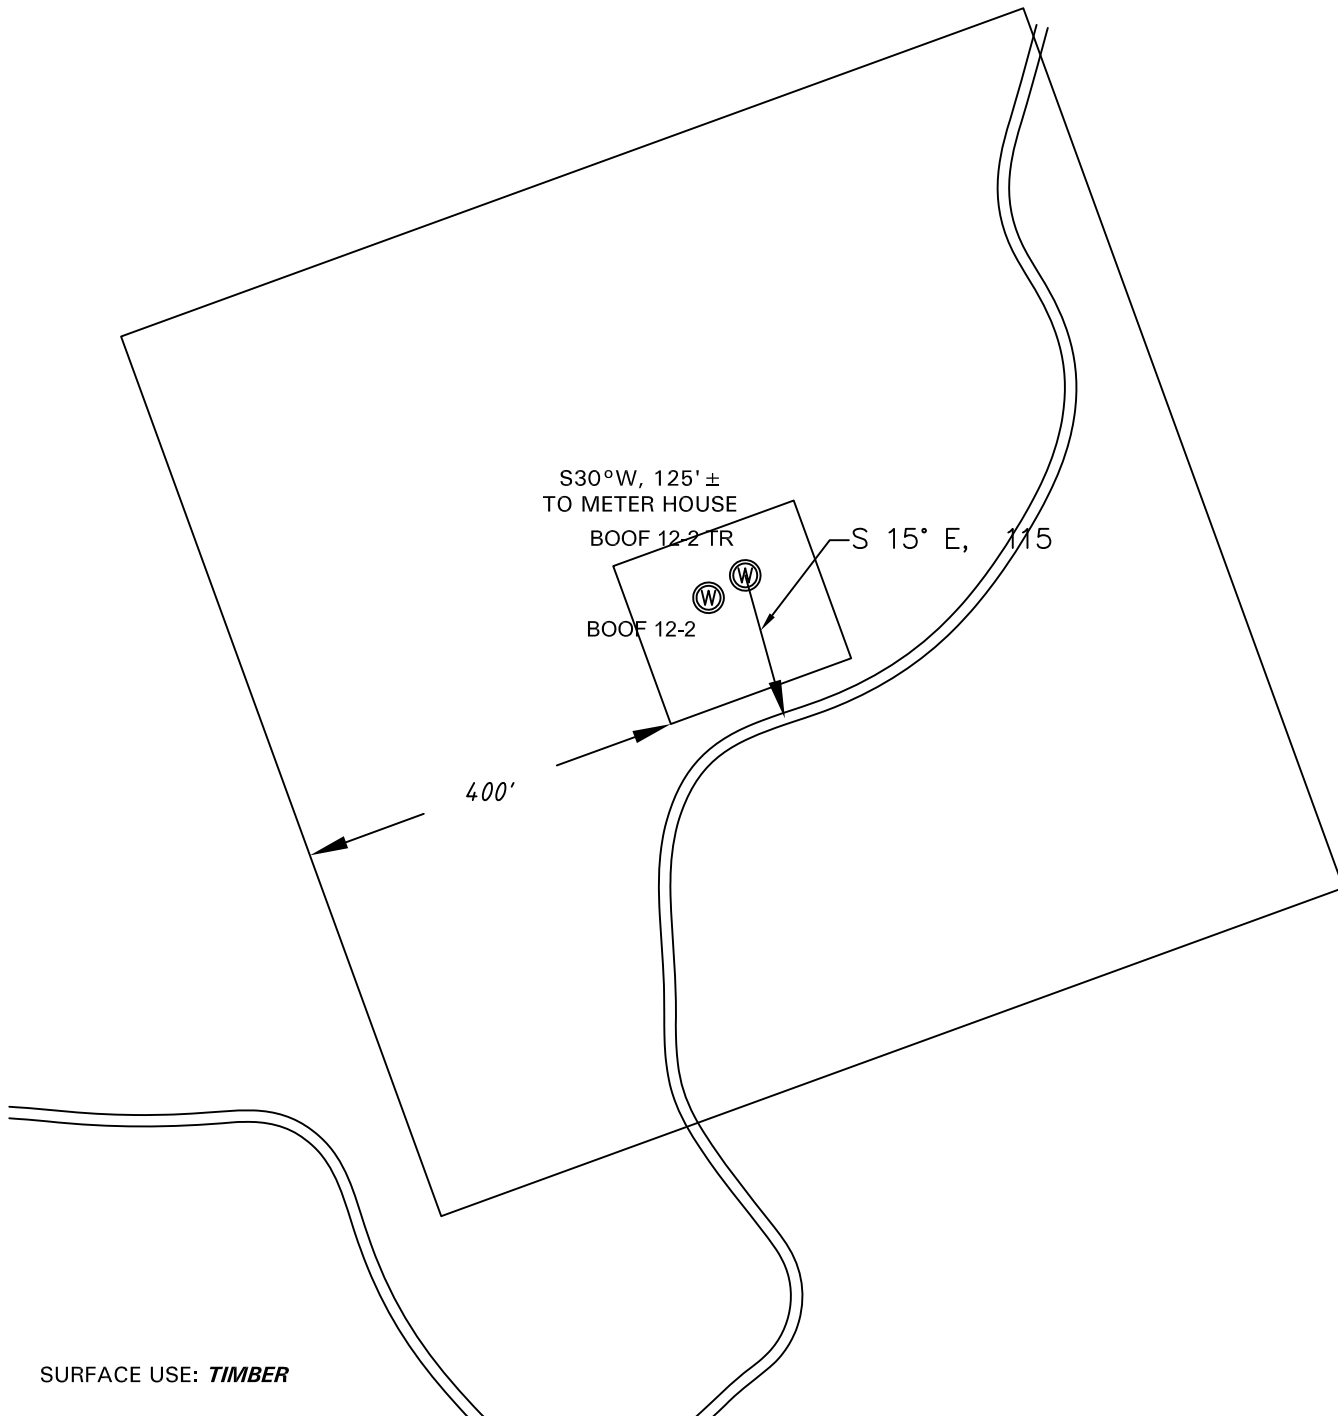 S30°W, 125' ±
TO METER HOUSE
BOOF 12-2 TR
S 15° E, 115
W
W
BOOF 12-2
400'
SURFACE USE: TIMBER